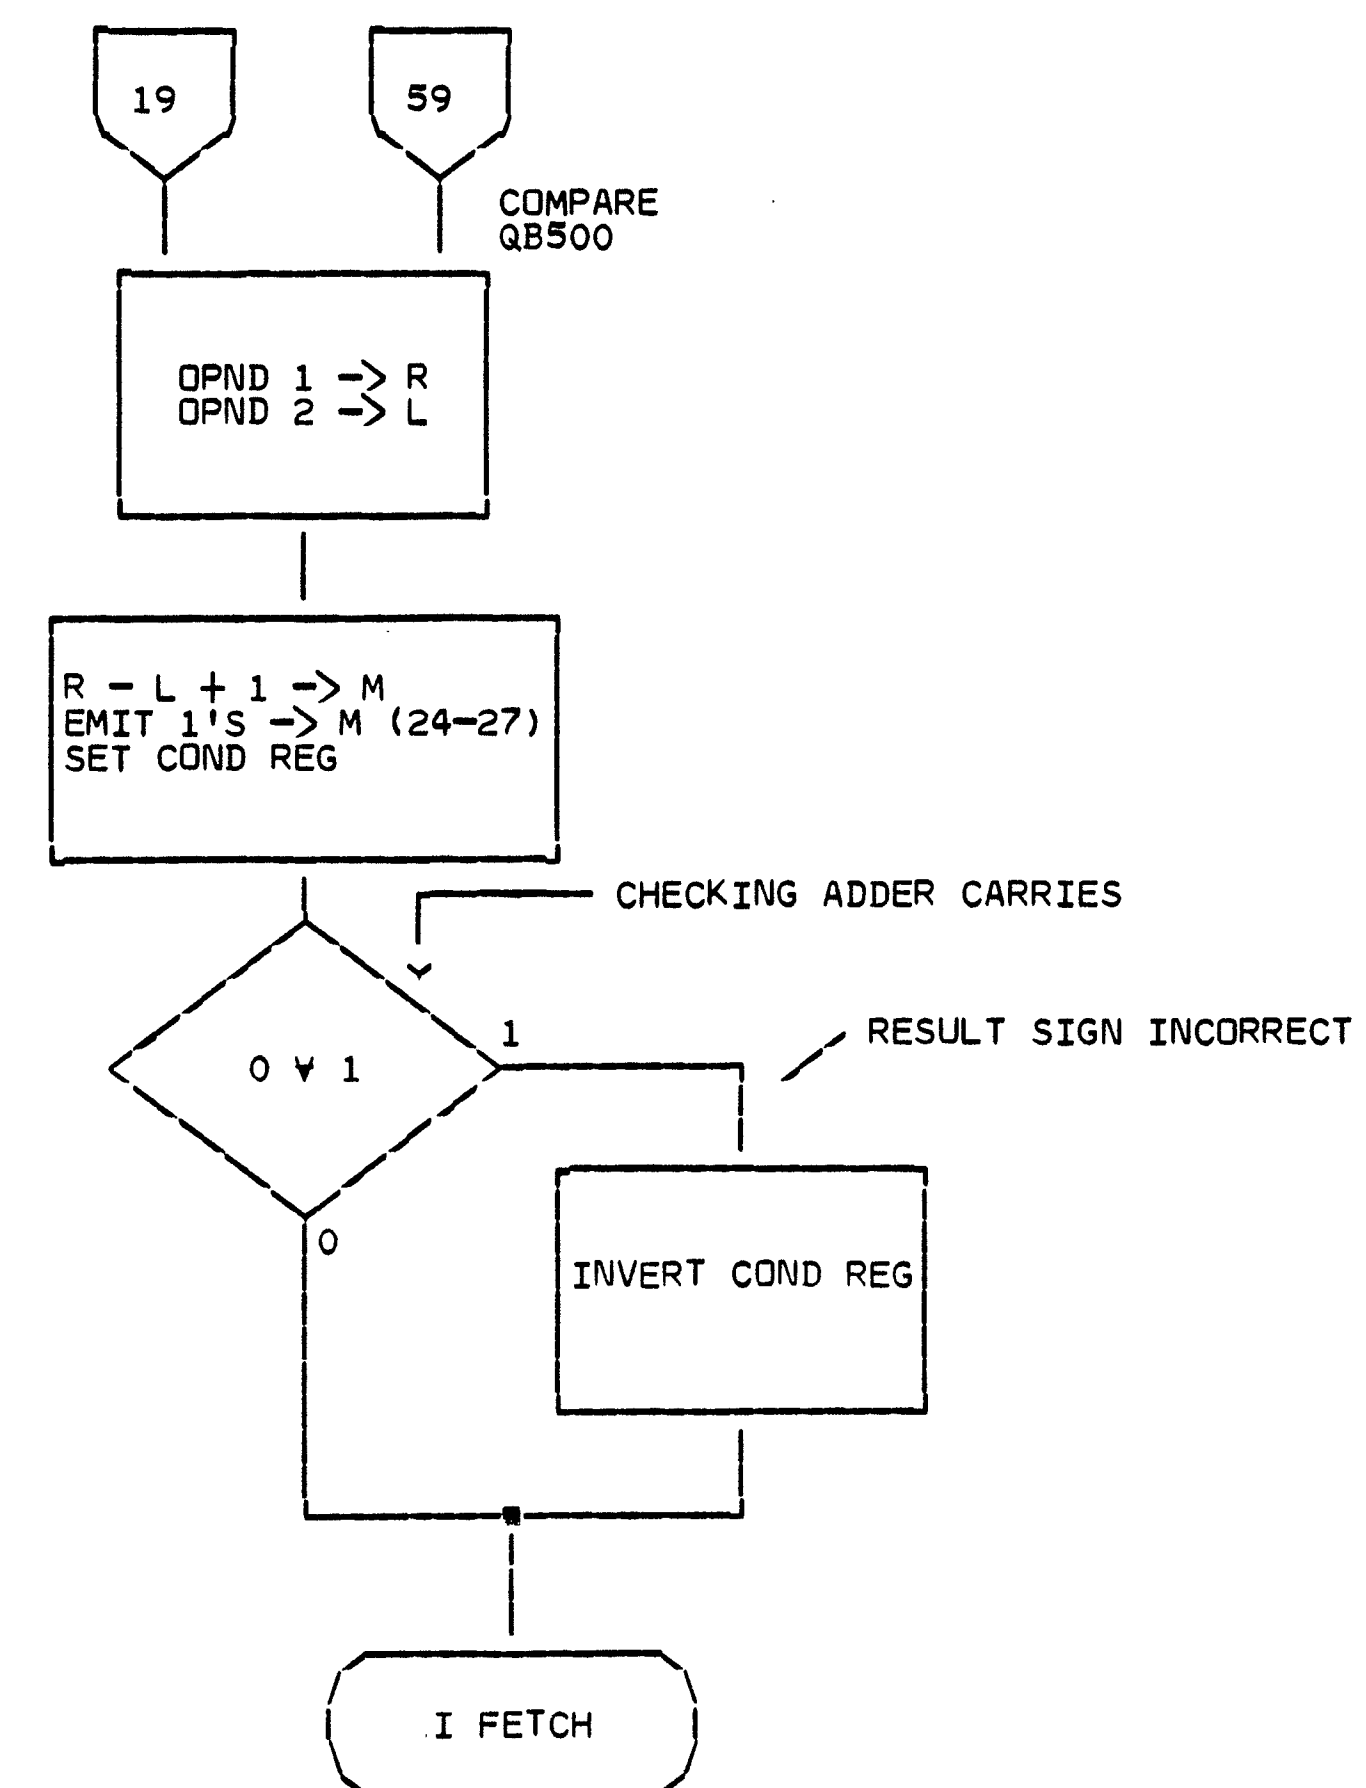 19
59
COMPARE
QB500
OPND 1 -> R
OPND 2 -> L
R - L + 1 -> M
EMIT 1'S -> M (24-27)
SET COND REG
CHECKING ADDER CARRIES
1
RESULT SIGN INCORRECT
0 ⩝ 1
0
INVERT COND REG
I FETCH